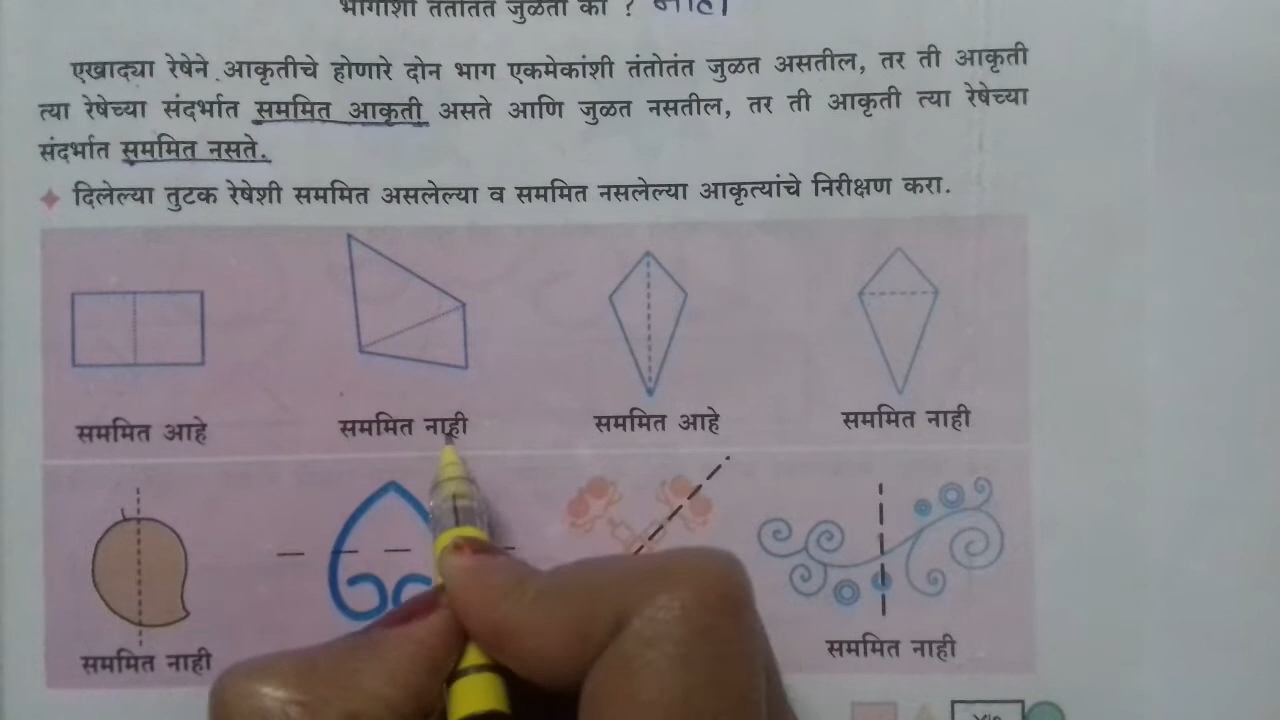 भागांशी तंतोतंत जुळतो का ? नाही
एखाद्या रेषेने आकृतीचे होणारे दोन भाग एकमेकांशी तंतोतंत जुळत असतील, तर ती आकृती
त्या रेषेच्या संदर्भात सममित आकृती असते आणि जुळत नसतील, तर ती आकृती त्या रेषेच्या
संदर्भात सममित नसते.
दिलेल्या तुटक रेषेशी सममित असलेल्या व सममित नसलेल्या आकृत्यांचे निरीक्षण करा.
सममित आहे सममित नाही सममित आहे सममित नाही
सममित नाही सममित नाही